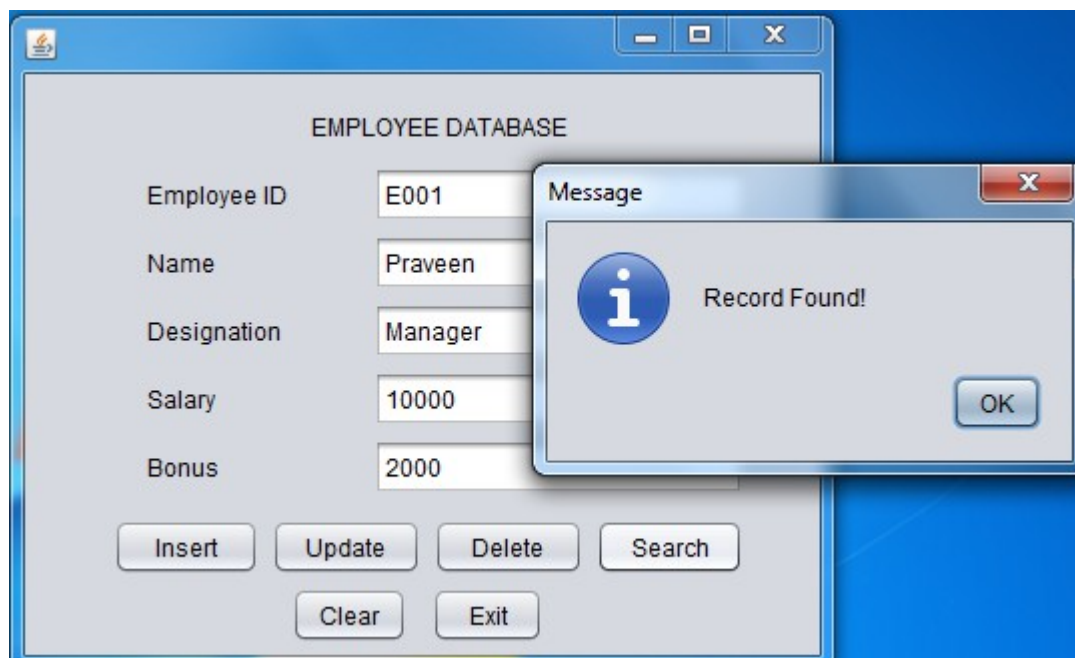 EMPLOYEE DATABASE
Employee ID E001
Name Praveen
Designation Manager
Salary 10000
Bonus 2000
Insert Update Delete Search
Clear Exit
Message
Record Found!
OK